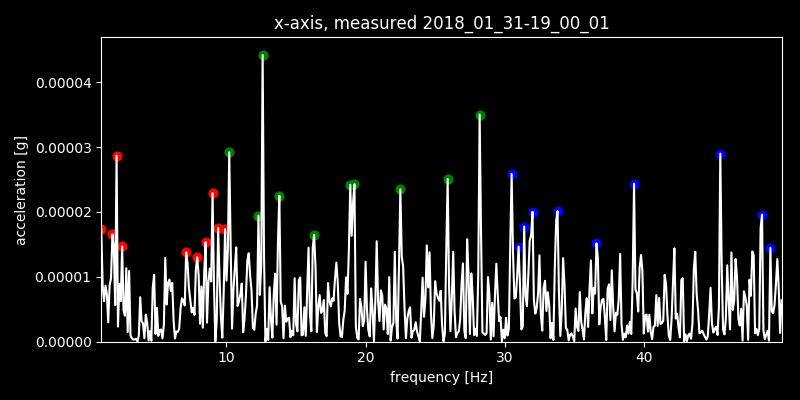 x-axis, measured 2018_01_31-19_00_01
0.00004
0.00003
0.00002
0.00001
0.00000
acceleration [g]
10 20 30 40
frequency [Hz]